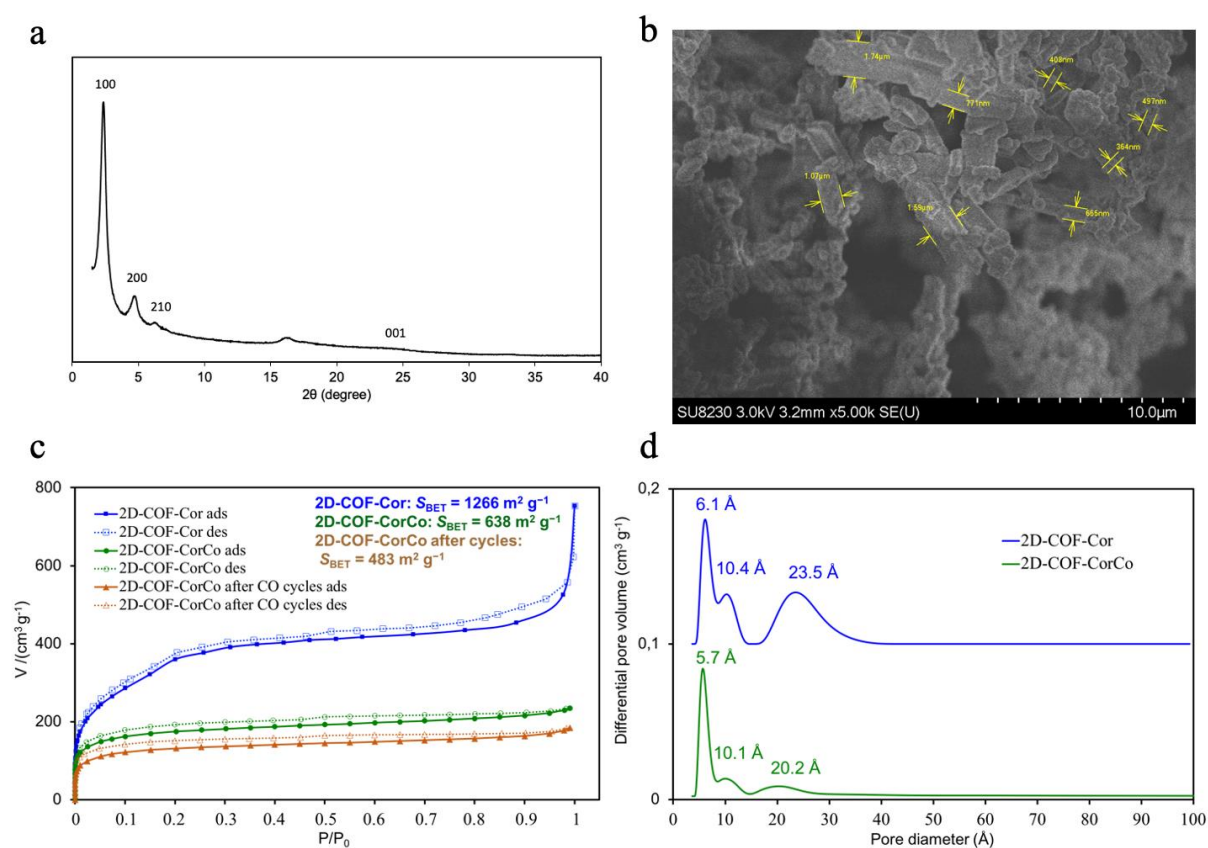 a
100
200
210
001
0
5
10
15
20
25
30
35
40
2θ (degree)
b
1.74µm
408nm
771nm
497nm
364nm
1.07µm
1.55µm
665nm
SU8230 3.0kV 3.2mm x5.00k SE(U)
10.0µm
c
800
600
400
200
0
V /(cm³ g⁻¹)
2D-COF-Cor ads
2D-COF-Cor des
2D-COF-CorCo ads
2D-COF-CorCo des
2D-COF-CorCo after CO cycles ads
2D-COF-CorCo after CO cycles des
2D-COF-Cor: S_BET = 1266 m² g⁻¹
2D-COF-CorCo: S_BET = 638 m² g⁻¹
2D-COF-CorCo after cycles:
S_BET = 483 m² g⁻¹
0
0.1
0.2
0.3
0.4
0.5
0.6
0.7
0.8
0.9
1
P/P₀
d
0,2
0,1
0
Differential pore volume (cm³ g⁻¹)
6.1 Å
10.4 Å
23.5 Å
2D-COF-Cor
2D-COF-CorCo
5.7 Å
10.1 Å
20.2 Å
0
10
20
30
40
50
60
70
80
90
100
Pore diameter (Å)